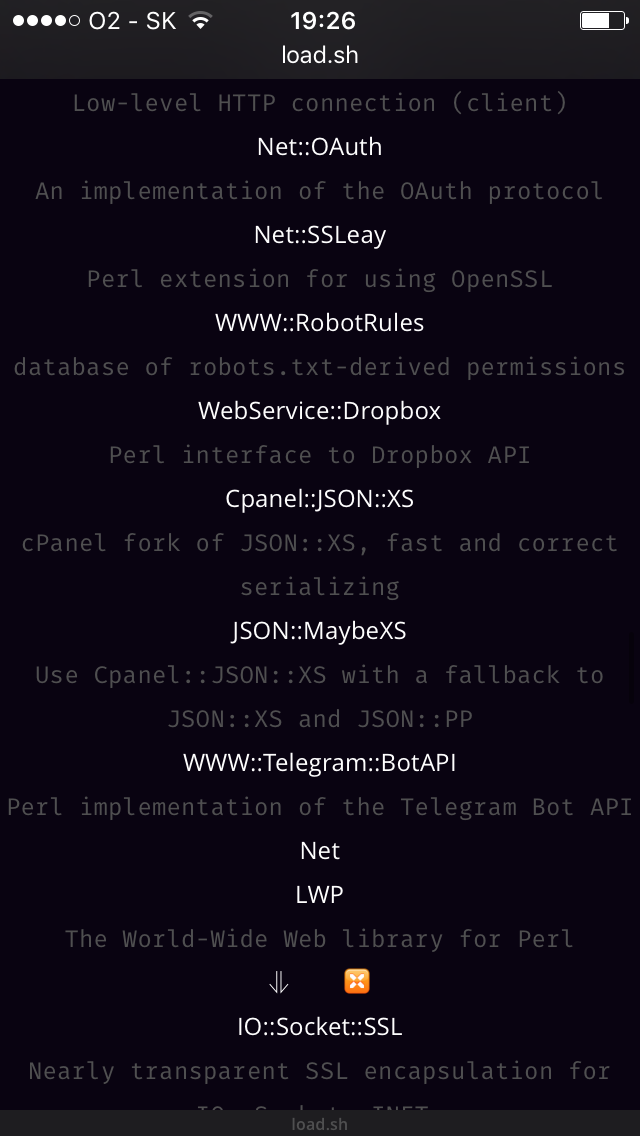 O2 - SK 19:26
load.sh
Low-level HTTP connection (client)
Net::OAuth
An implementation of the OAuth protocol
Net::SSLeay
Perl extension for using OpenSSL
WWW::RobotRules
database of robots.txt-derived permissions
WebService::Dropbox
Perl interface to Dropbox API
Cpanel::JSON::XS
cPanel fork of JSON::XS, fast and correct
serializing
JSON::MaybeXS
Use Cpanel::JSON::XS with a fallback to
JSON::XS and JSON::PP
WWW::Telegram::BotAPI
Perl implementation of the Telegram Bot API
Net
LWP
The World-Wide Web library for Perl
⥯
IO::Socket::SSL
Nearly transparent SSL encapsulation for
IO::Socket::INET
load.sh